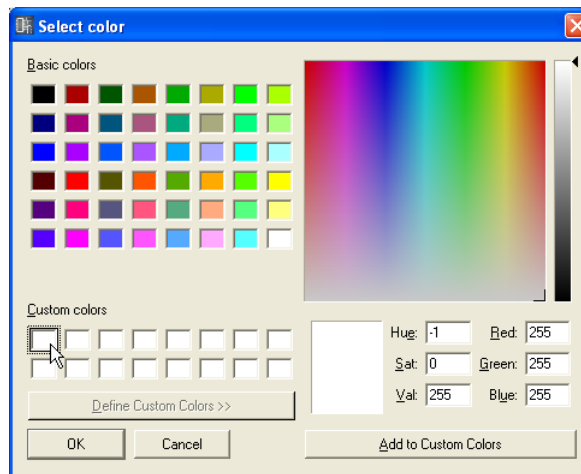 Select color
Basic colors
Custom colors
Define Custom Colors >>
OK
Cancel
Hue: -1
Red: 255
Sat: 0
Green: 255
Val: 255
Blue: 255
Add to Custom Colors